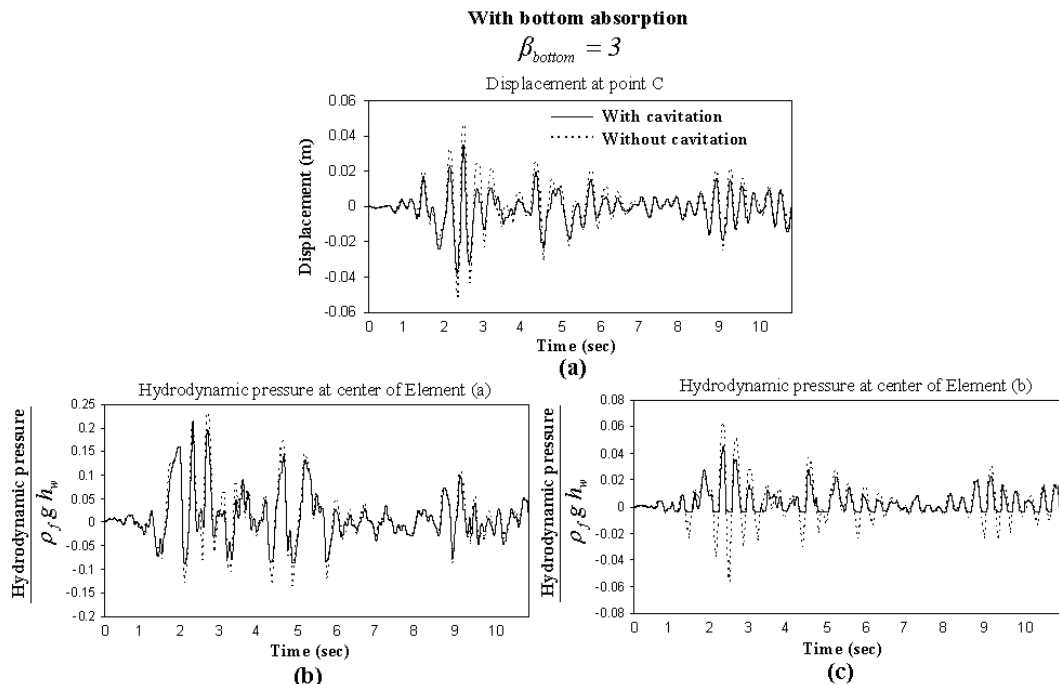 With bottom absorption
βbottom = 3
Displacement at point C
Displacement (m)
0.06
0.04
0.02
0
-0.02
-0.04
-0.06
With cavitation
Without cavitation
0 1 2 3 4 5 6 7 8 9 10
Time (sec)
(a)
Hydrodynamic pressure at center of Element (a)
Hydrodynamic pressure
ρf g hw
0.25
0.2
0.15
0.1
0.05
0
-0.05
-0.1
-0.15
-0.2
0 1 2 3 4 5 6 7 8 9 10
Time (sec)
(b)
Hydrodynamic pressure at center of Element (b)
Hydrodynamic pressure
ρf g hw
0.08
0.06
0.04
0.02
0
-0.02
-0.04
-0.06
-0.08
0 1 2 3 4 5 6 7 8 9 10
Time (sec)
(c)